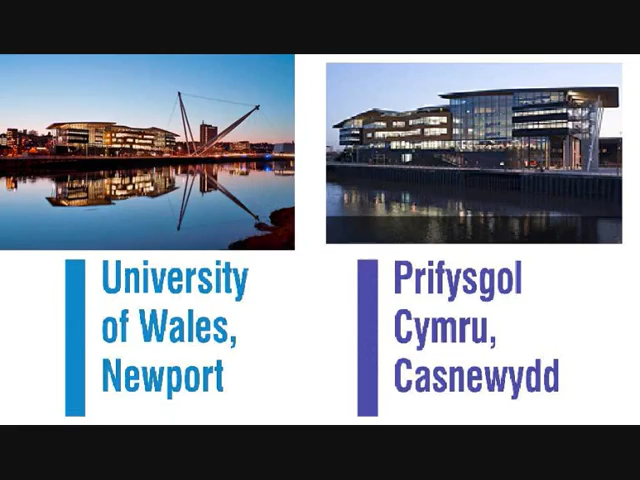 University
of Wales,
Newport
Prifysgol
Cymru,
Casnewydd